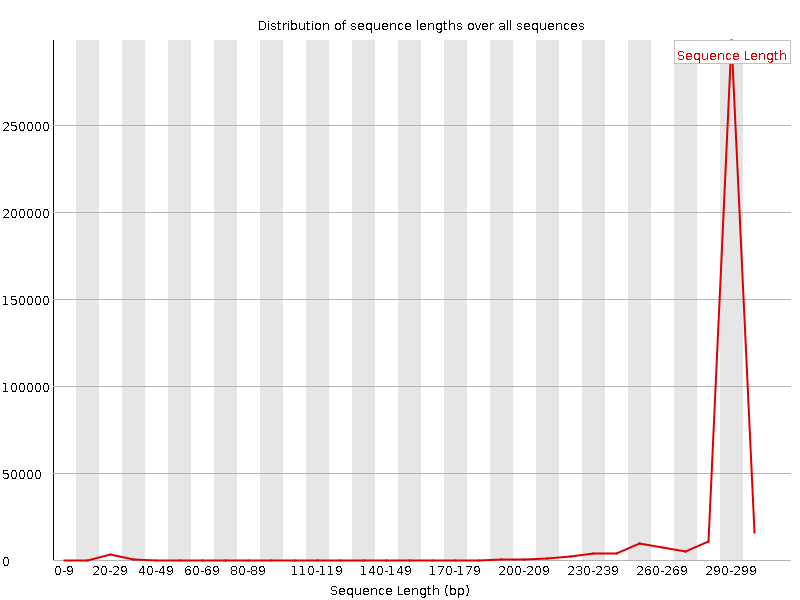 Distribution of sequence lengths over all sequences
Sequence Length
250000
200000
150000
100000
50000
0
0-9 20-29 40-49 60-69 80-89 110-119 140-149 170-179 200-209 230-239 260-269 290-299
Sequence Length (bp)